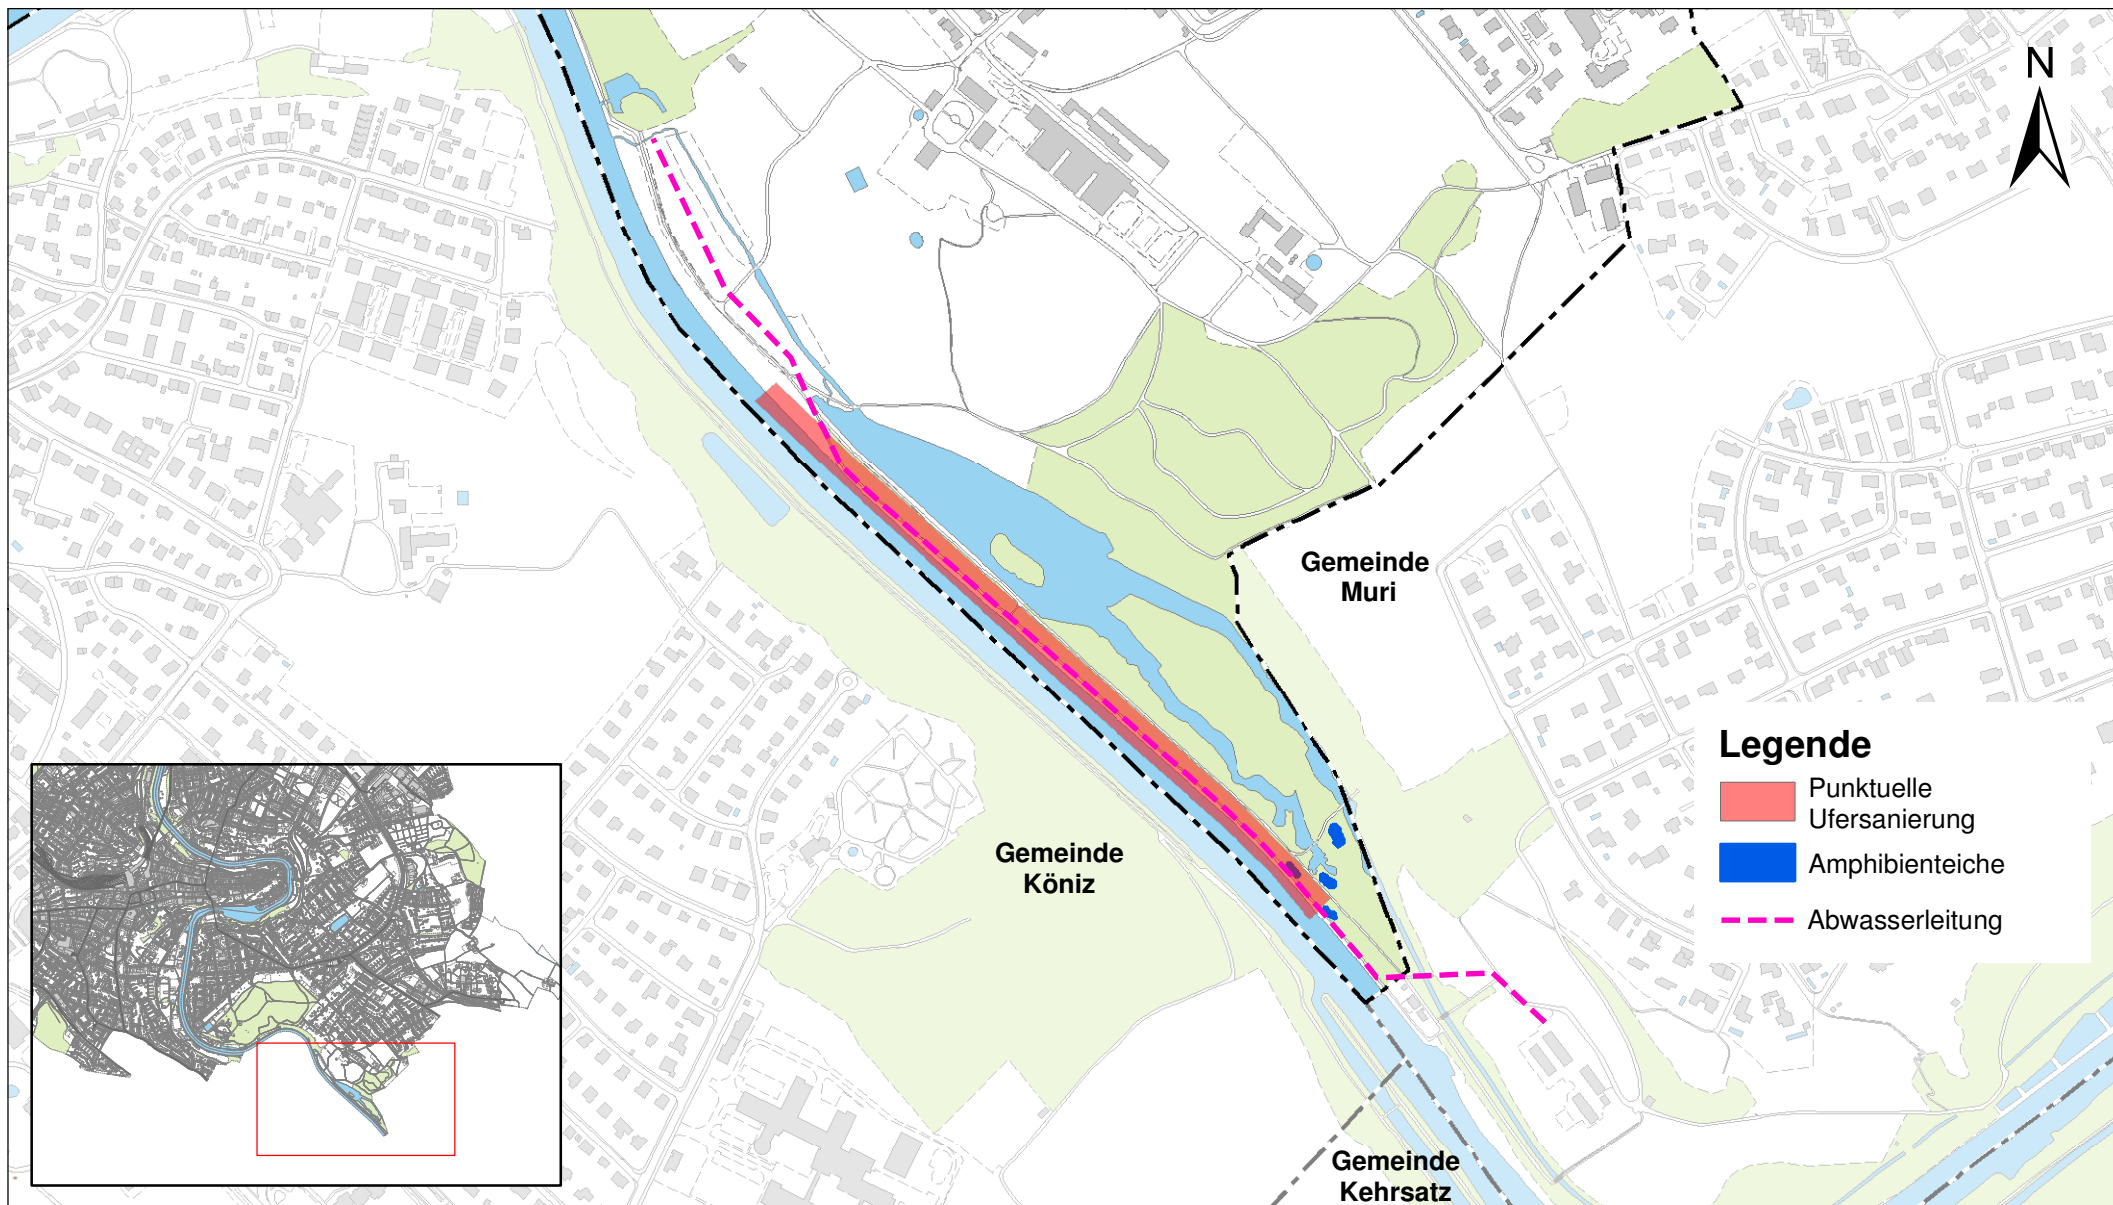 N
Gemeinde
Muri
Legende
Punktuelle
Ufersanierung
Amphibienteiche
Abwasserleitung
Gemeinde
Köniz
Gemeinde
Kehrsatz